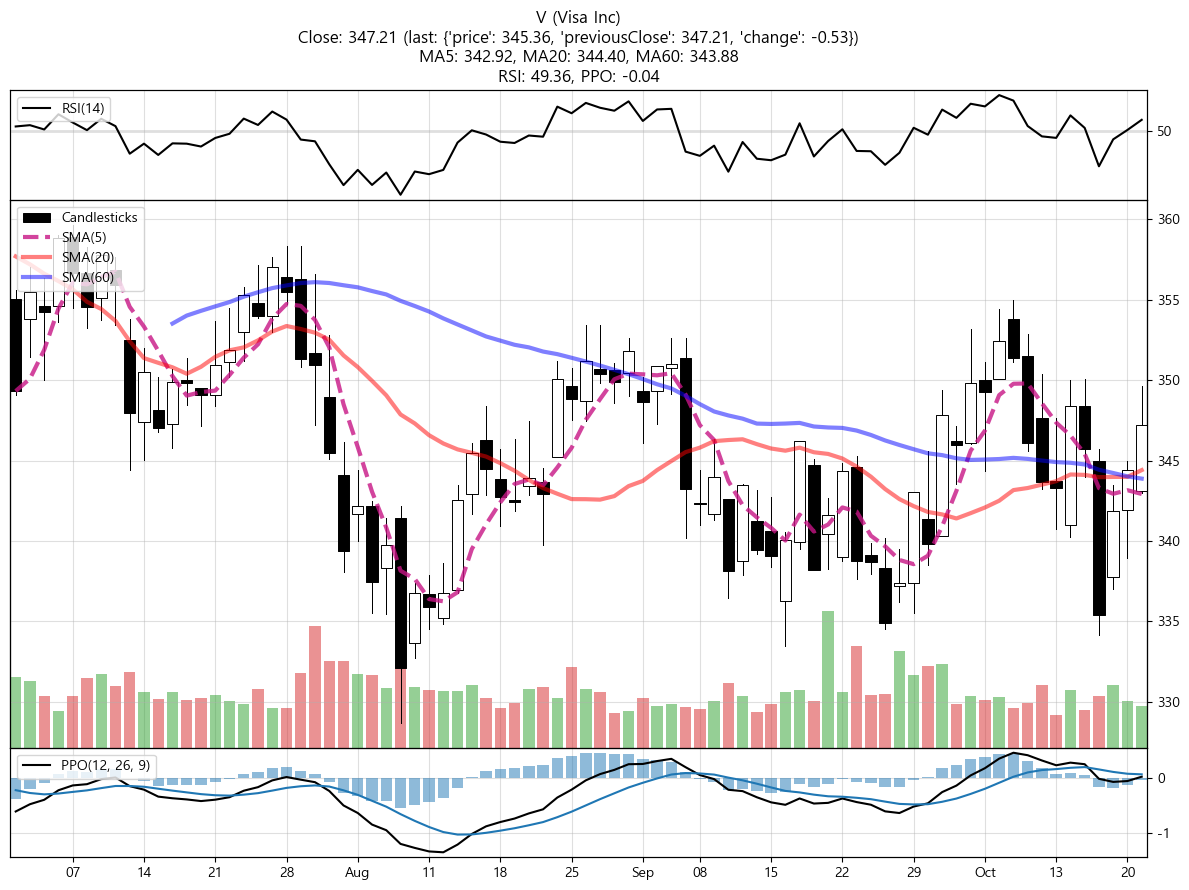 V (Visa Inc)
Close: 347.21 (last: {'price': 345.36, 'previousClose': 347.21, 'change': -0.53})
MA5: 342.92, MA20: 344.40, MA60: 343.88
RSI: 49.36, PPO: -0.04
RSI(14)
50
Candlesticks
SMA(5)
SMA(20)
SMA(60)
360
355
350
345
340
335
330
PPO(12, 26, 9)
0
-1
07 14 21 28 Aug 11 18 25 Sep 08 15 22 29 Oct 13 20